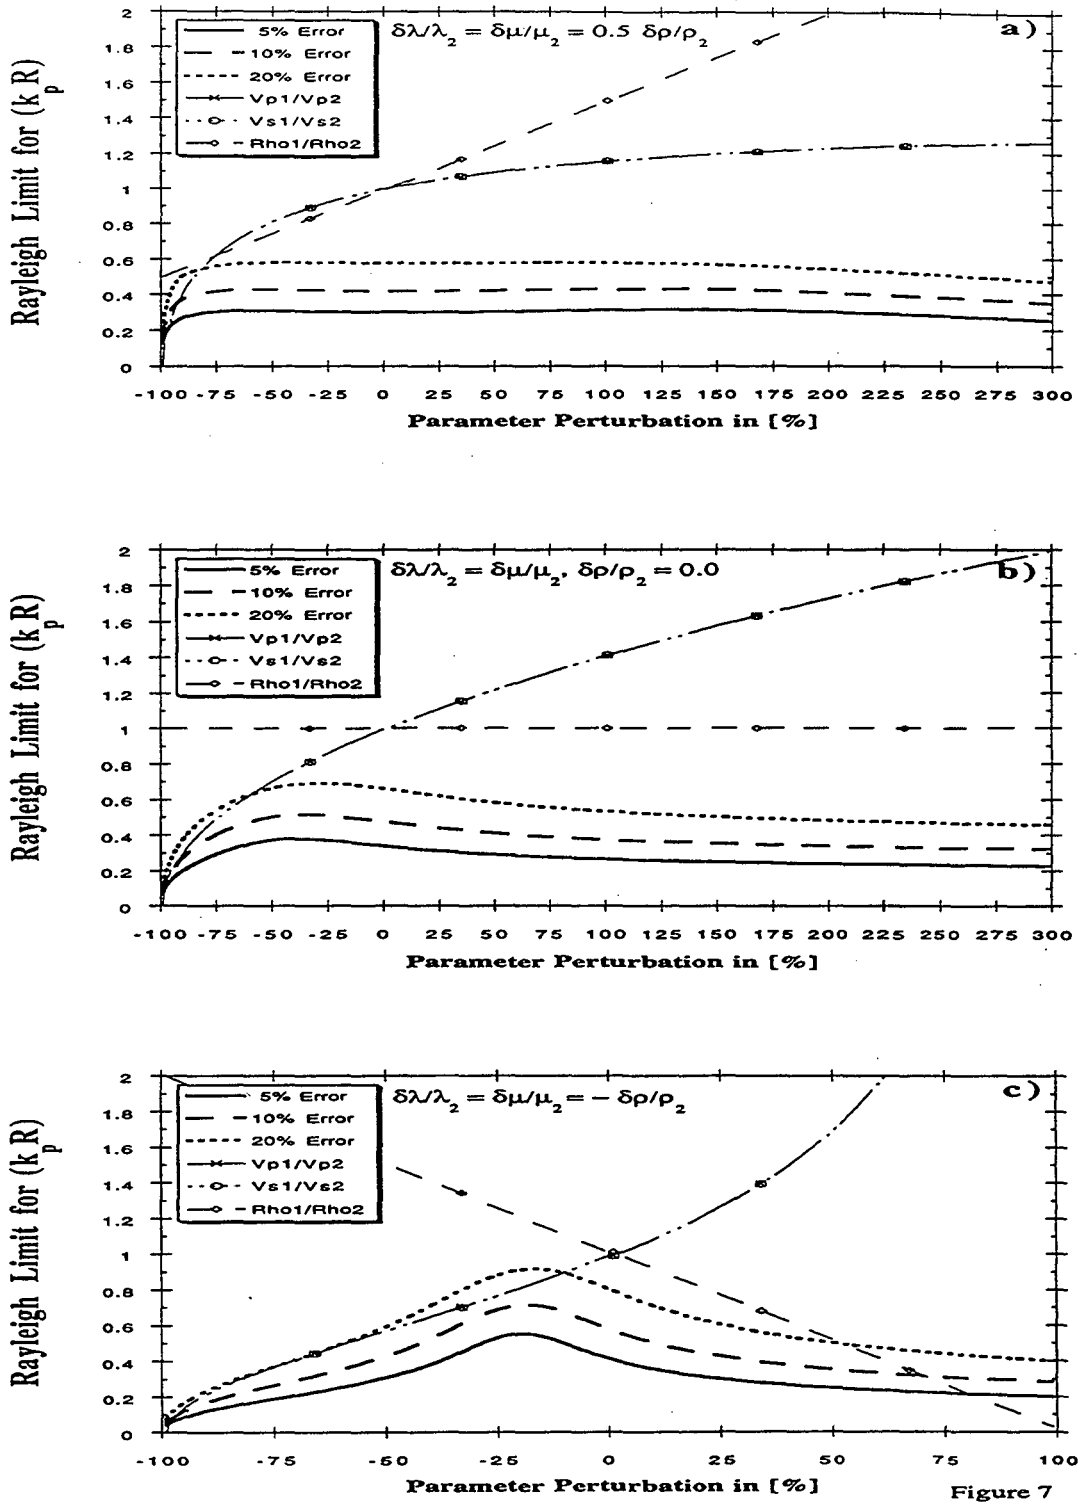 5% Error
10% Error
20% Error
Vp1/Vp2
Vs1/Vs2
Rho1/Rho2
δλ/λ₂ = δμ/μ₂ = 0.5 δρ/ρ₂
a)
Rayleigh Limit for (kₚR)
2
1.8
1.6
1.4
1.2
1
0.8
0.6
0.4
0.2
0
-100 -75 -50 -25 0 25 50 75 100 125 150 175 200 225 250 275 300
Parameter Perturbation in [%]
5% Error
10% Error
20% Error
Vp1/Vp2
Vs1/Vs2
Rho1/Rho2
δλ/λ₂ = δμ/μ₂, δρ/ρ₂ = 0.0
b)
Rayleigh Limit for (kₚR)
2
1.8
1.6
1.4
1.2
1
0.8
0.6
0.4
0.2
0
-100 -75 -50 -25 0 25 50 75 100 125 150 175 200 225 250 275 300
Parameter Perturbation in [%]
5% Error
10% Error
20% Error
Vp1/Vp2
Vs1/Vs2
Rho1/Rho2
δλ/λ₂ = δμ/μ₂ = − δρ/ρ₂
c)
Rayleigh Limit for (kₚR)
2
1.8
1.6
1.4
1.2
1
0.8
0.6
0.4
0.2
0
-100 -75 -50 -25 0 25 50 75 100
Parameter Perturbation in [%]
Figure 7